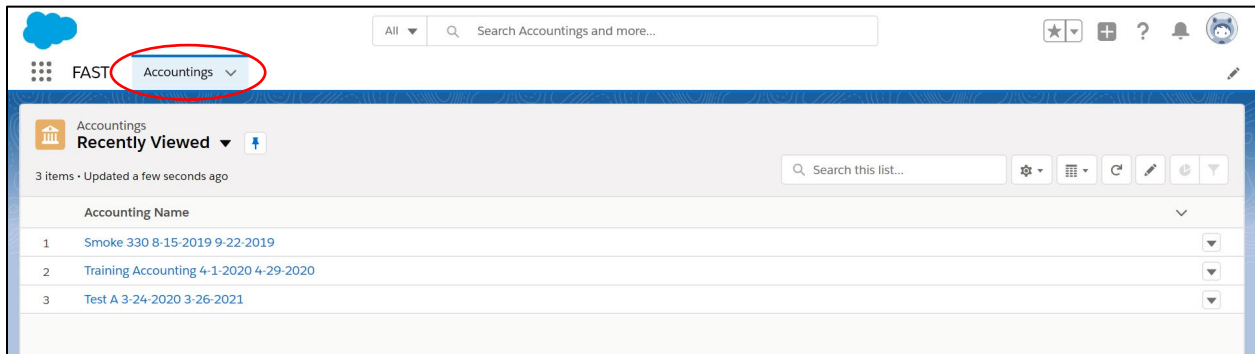 All Search Accountings and more...
FAST Accountings
Accountings
Recently Viewed
3 items • Updated a few seconds ago
Search this list...
Accounting Name
1 Smoke 330 8-15-2019 9-22-2019
2 Training Accounting 4-1-2020 4-29-2020
3 Test A 3-24-2020 3-26-2021